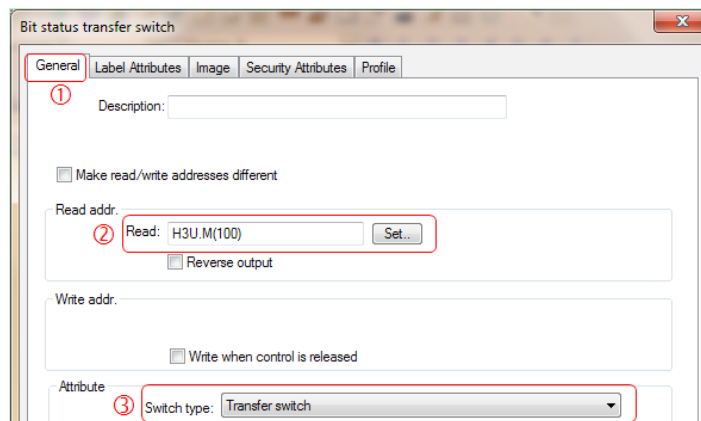 Bit status transfer switch
General Label Attributes Image Security Attributes Profile
①
Description:
Make read/write addresses different
Read addr.
② Read: H3U.M(100) Set..
Reverse output
Write addr.
Write when control is released
Attribute
③ Switch type: Transfer switch